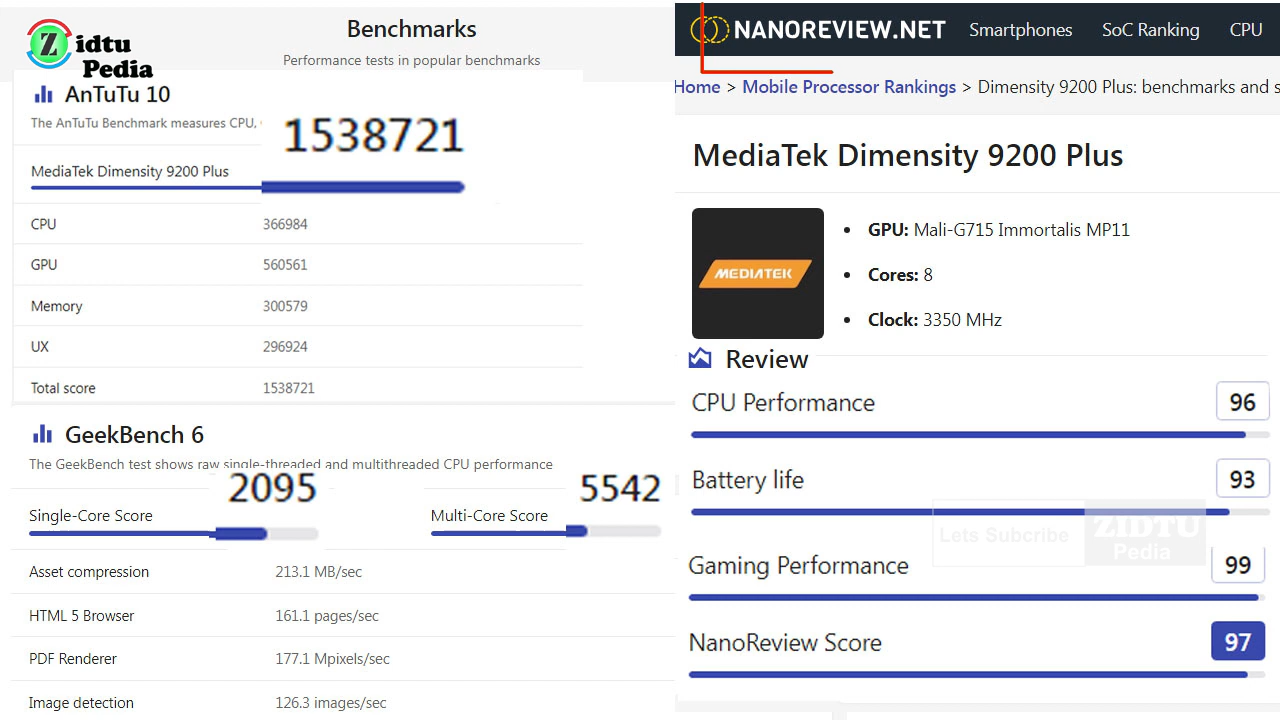 Zidtu
Pedia
Benchmarks
Performance tests in popular benchmarks
AnTuTu 10
The AnTuTu Benchmark measures CPU,
1538721
MediaTek Dimensity 9200 Plus
CPU 366984
GPU 560561
Memory 300579
UX 296924
Total score 1538721
GeekBench 6
The GeekBench test shows raw single-threaded and multithreaded CPU performance
2095
Single-Core Score
5542
Multi-Core Score
Asset compression 213.1 MB/sec
HTML 5 Browser 161.1 pages/sec
PDF Renderer 177.1 Mpixels/sec
Image detection 126.3 images/sec
NANOREVIEW.NET Smartphones SoC Ranking CPU
Home > Mobile Processor Rankings > Dimensity 9200 Plus: benchmarks and s
MediaTek Dimensity 9200 Plus
MEDIATEK
• GPU: Mali-G715 Immortalis MP11
• Cores: 8
• Clock: 3350 MHz
Review
CPU Performance 96
Battery life 93
Lets Subcribe
ZIDTU
Pedia
Gaming Performance 99
NanoReview Score 97